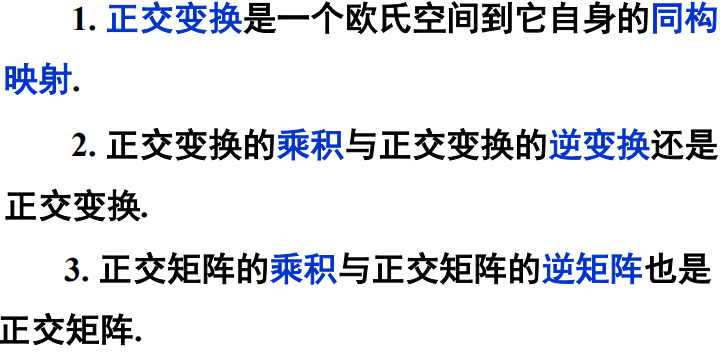 1. 正交变换是一个欧氏空间到它自身的同构
映射.
2. 正交变换的乘积与正交变换的逆变换还是
正交变换.
3. 正交矩阵的乘积与正交矩阵的逆矩阵也是
正交矩阵.